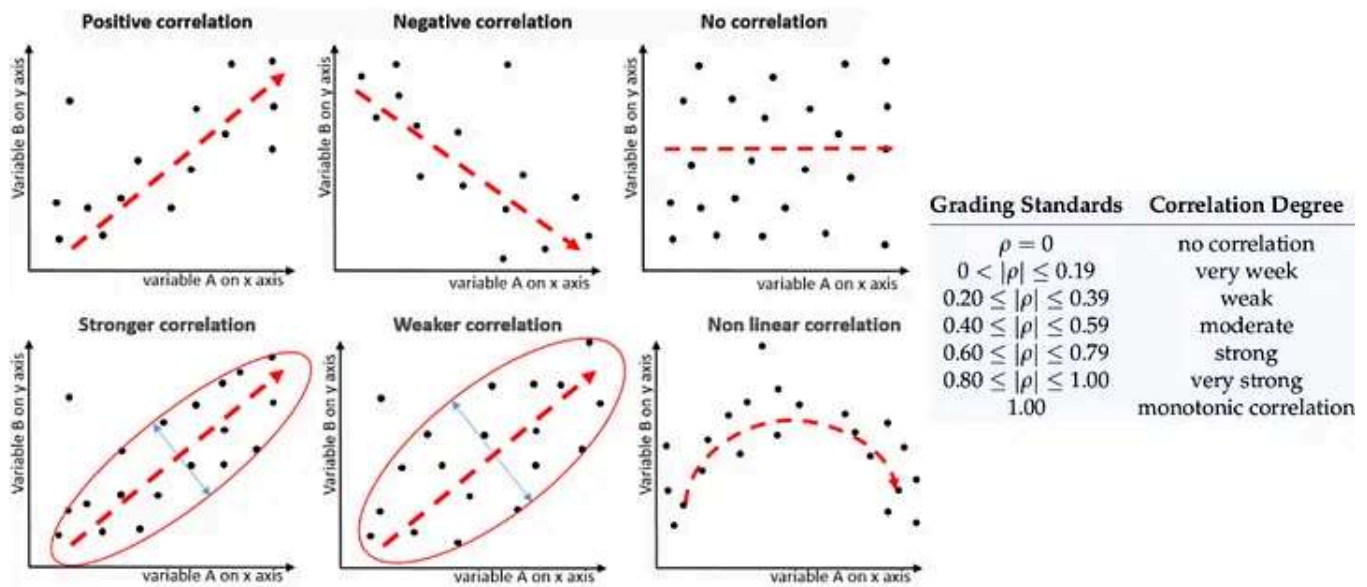 Positive correlation
Variable B on y axis
variable A on x axis
Negative correlation
Variable B on y axis
variable A on x axis
No correlation
Variable B on y axis
variable A on x axis
Stronger correlation
Variable B on y axis
variable A on x axis
Weaker correlation
Variable B on y axis
variable A on x axis
Non linear correlation
Variable B on y axis
variable A on x axis
Grading Standards Correlation Degree
ρ = 0 no correlation
0 < |ρ| ≤ 0.19 very week
0.20 ≤ |ρ| ≤ 0.39 weak
0.40 ≤ |ρ| ≤ 0.59 moderate
0.60 ≤ |ρ| ≤ 0.79 strong
0.80 ≤ |ρ| ≤ 1.00 very strong
1.00 monotonic correlation